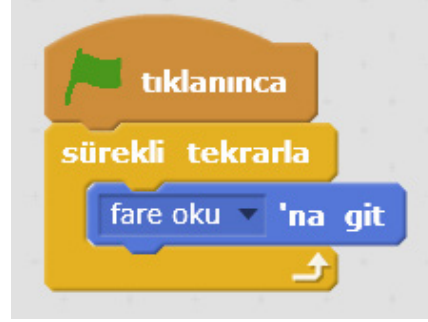 tıklanınca
sürekli tekrarla
fare oku 'na git